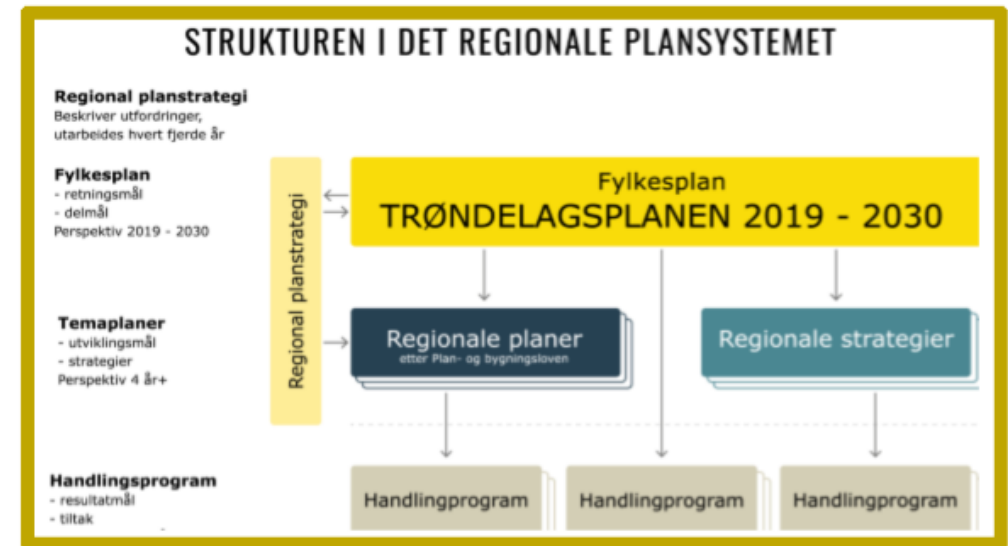 STRUKTUREN I DET REGIONALE PLANSYSTEMET
Regional planstrategi
Beskriver utfordringer,
utarbeides hvert fjerde år
Fylkesplan
- retningsmål
- delmål
Perspektiv 2019 - 2030
Temaplaner
- utviklingsmål
- strategier
Perspektiv 4 år+
Handlingsprogram
- resultatmål
- tiltak
Regional planstrategi
Fylkesplan
TRØNDELAGSPLANEN 2019 - 2030
Regionale planer
etter Plan- og bygningsloven
Regionale strategier
Handlingprogram
Handlingprogram
Handlingprogram